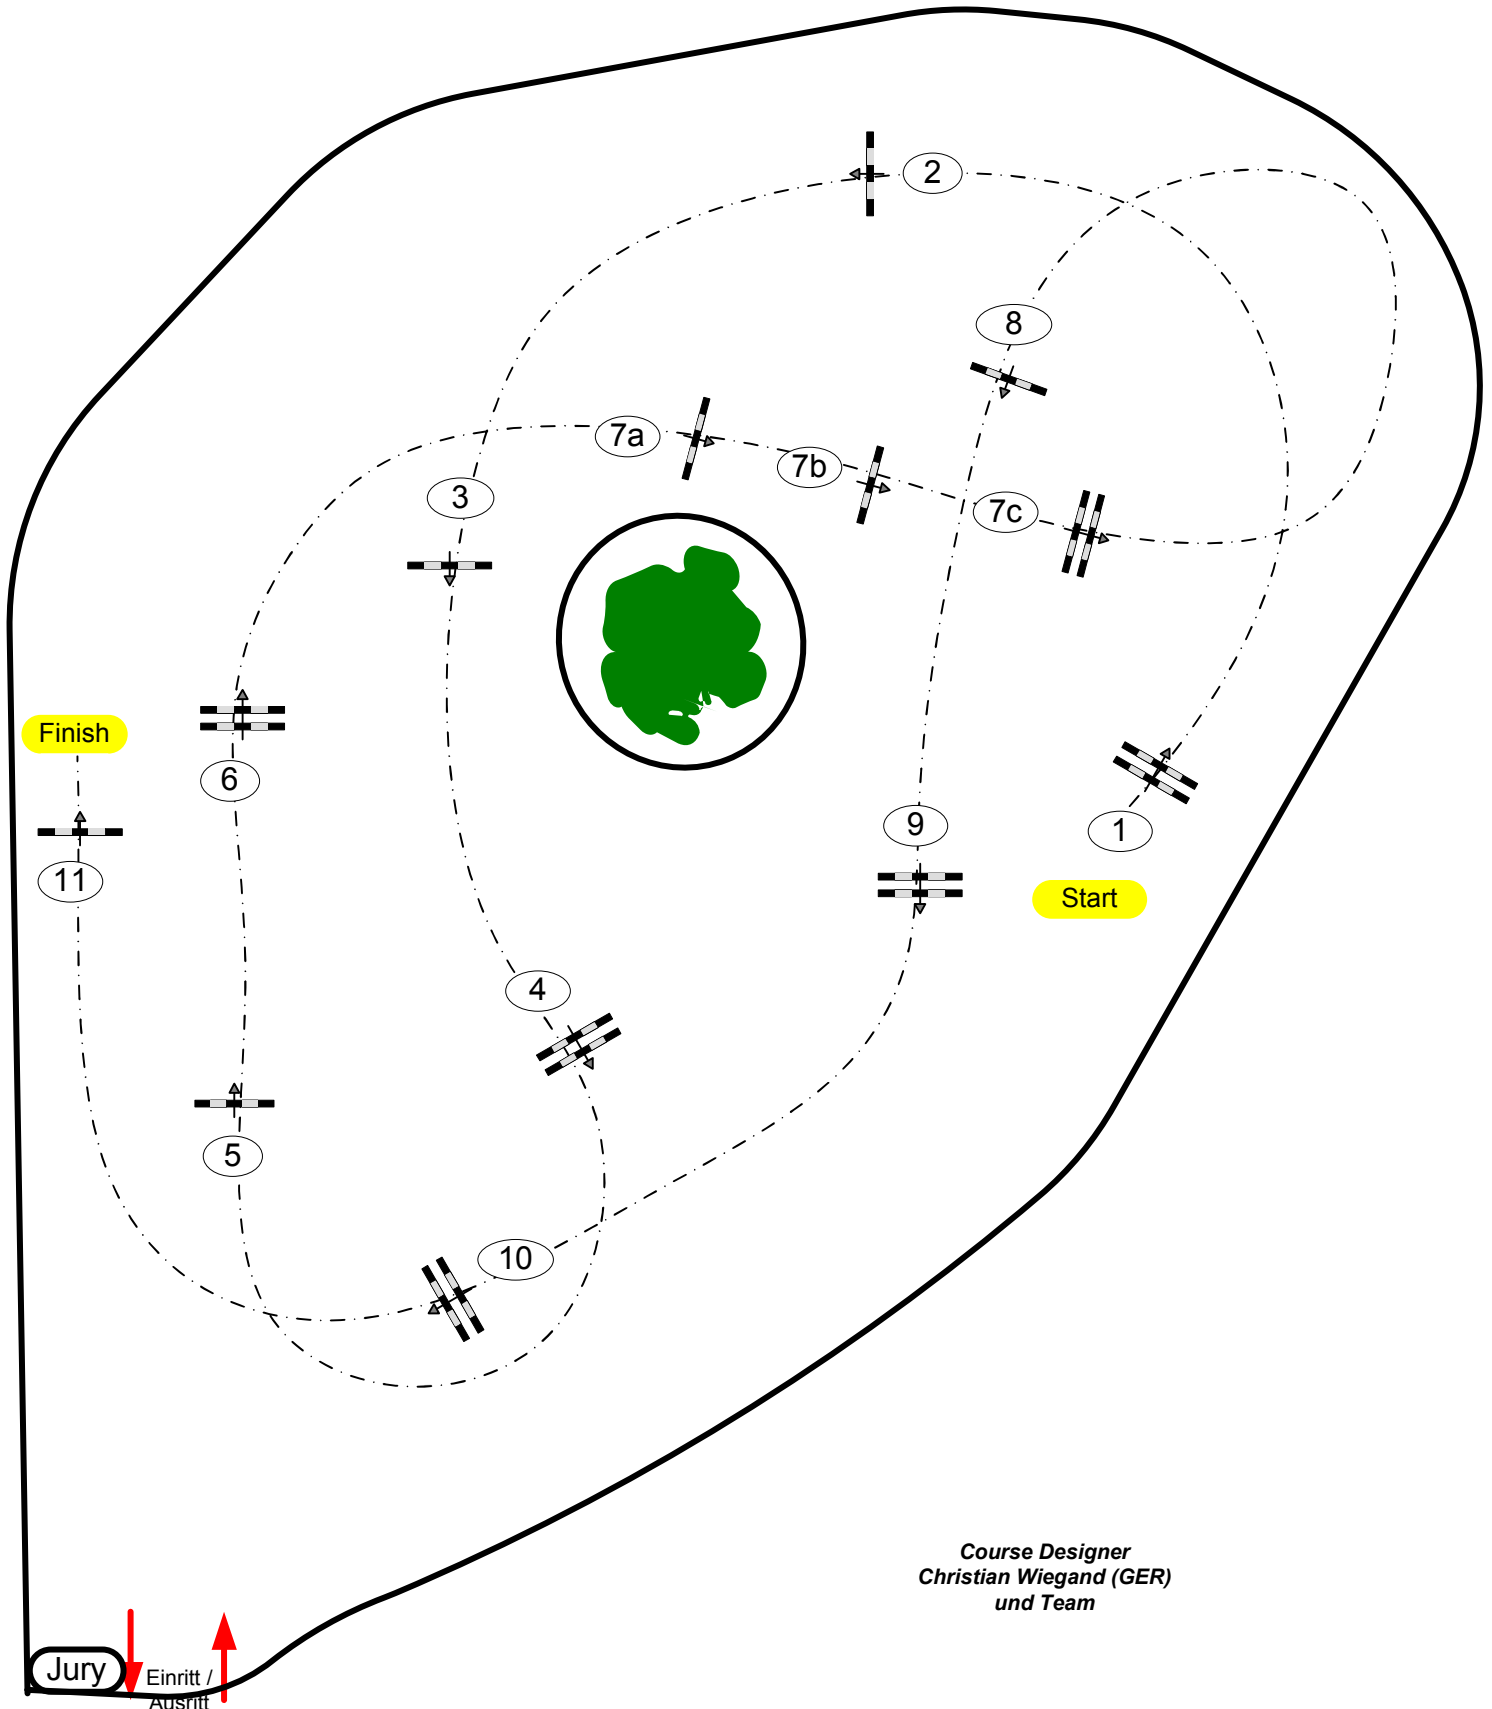 2
8
7a
7b
3
7c
Finish
6
9
1
11
Start
4
5
10
Course Designer
Christian Wiegand (GER)
und Team
Jury
Einritt /
Ausritt